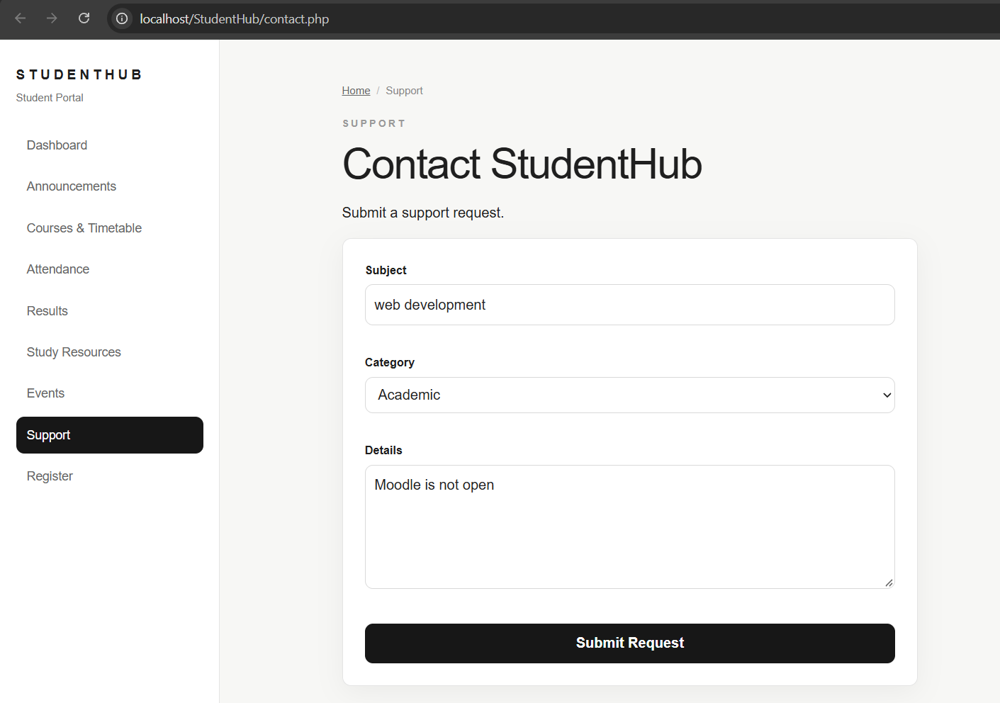 localhost/StudentHub/contact.php
STUDENTHUB
Student Portal
Dashboard
Announcements
Courses & Timetable
Attendance
Results
Study Resources
Events
Support
Register
Home / Support
SUPPORT
Contact StudentHub
Submit a support request.
Subject
web development
Category
Academic
Details
Moodle is not open
Submit Request